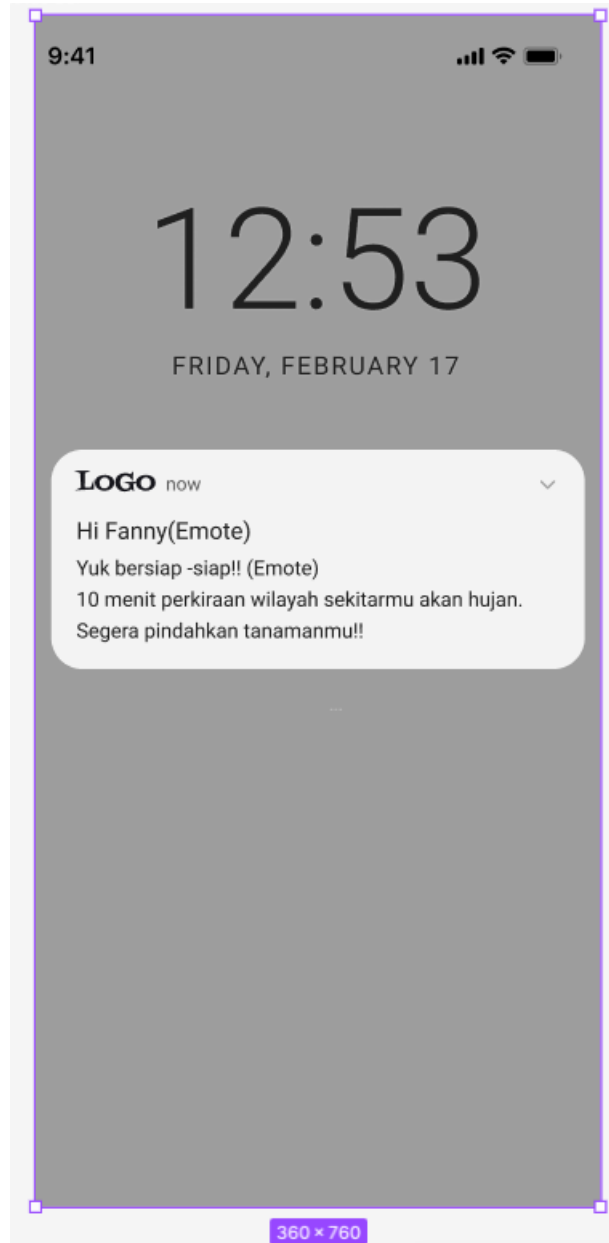 9:41
12:53
FRIDAY, FEBRUARY 17
LOGO now
Hi Fanny(Emote)
Yuk bersiap -siap!! (Emote)
10 menit perkiraan wilayah sekitarmu akan hujan.
Segera pindahkan tanamanmu!!
...
360 × 760